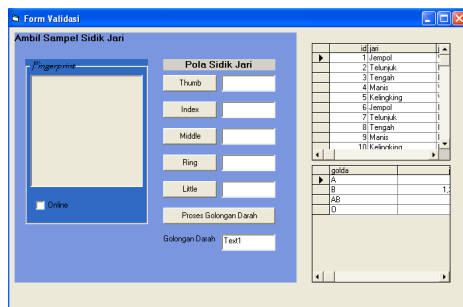 Form Validasi
Ambil Sampel Sidik Jari
Fingerprint
Online
Pola Sidik Jari
Thumb
Index
Middle
Ring
Little
Proses Golongan Darah
Golongan Darah Text1
id jari
1 Jempol
2 Telunjuk
3 Tengah
4 Manis
5 Kelingking
6 Jempol
7 Telunjuk
8 Tengah
9 Manis
10 Kelingking
golda
A
B
AB
O